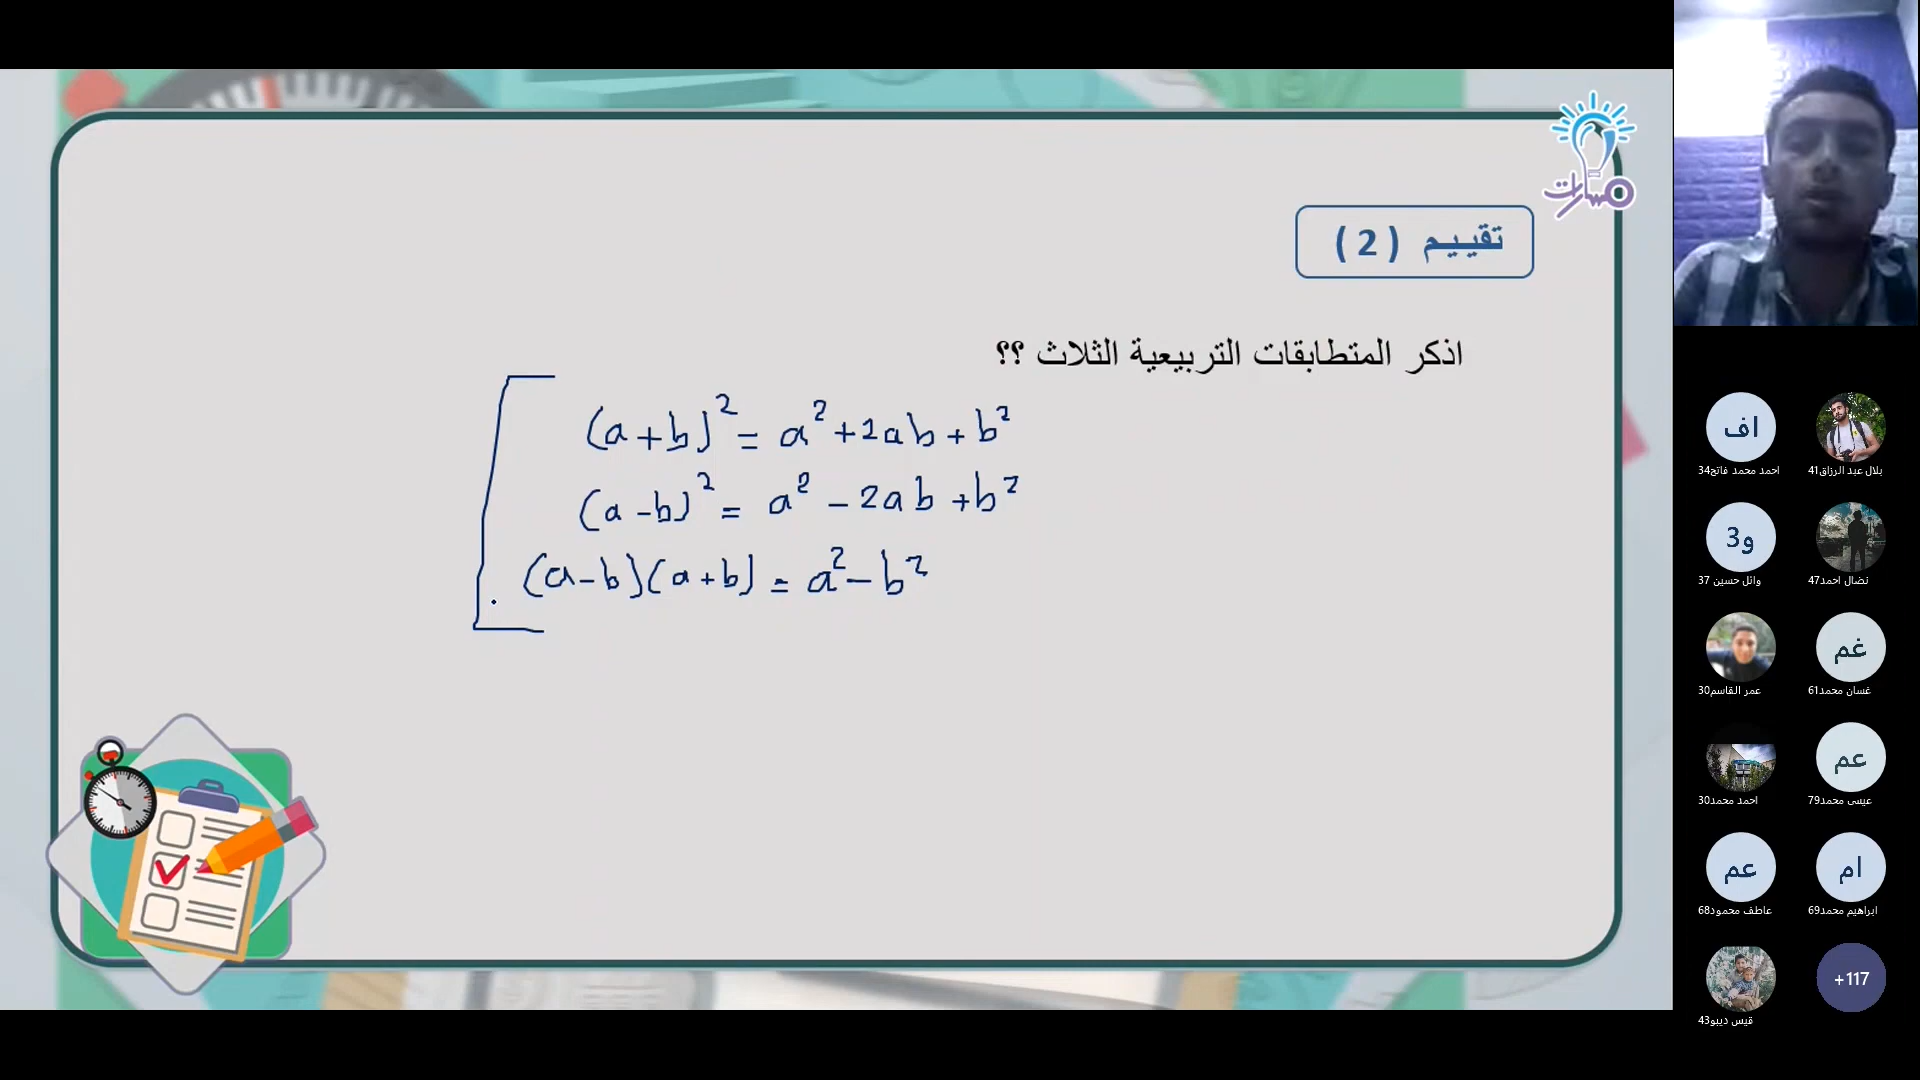 مسارات
تقييم ( 2 )
اذكر المتطابقات التربيعية الثلاث ؟؟
(a+b)² = a² + 2ab + b²
(a-b)² = a² - 2ab + b²
(a-b)(a+b) = a² - b²
اف
احمد محمد فاتح34
بلال عبد الرزاق41
و3
وائل حسين 37
نضال احمد47
عمر القاسم30
غم
غسان محمد61
احمد محمد30
عم
عيسى محمد79
عم
عاطف محمود68
ام
ابراهيم محمد69
قيس ديبو43
+117